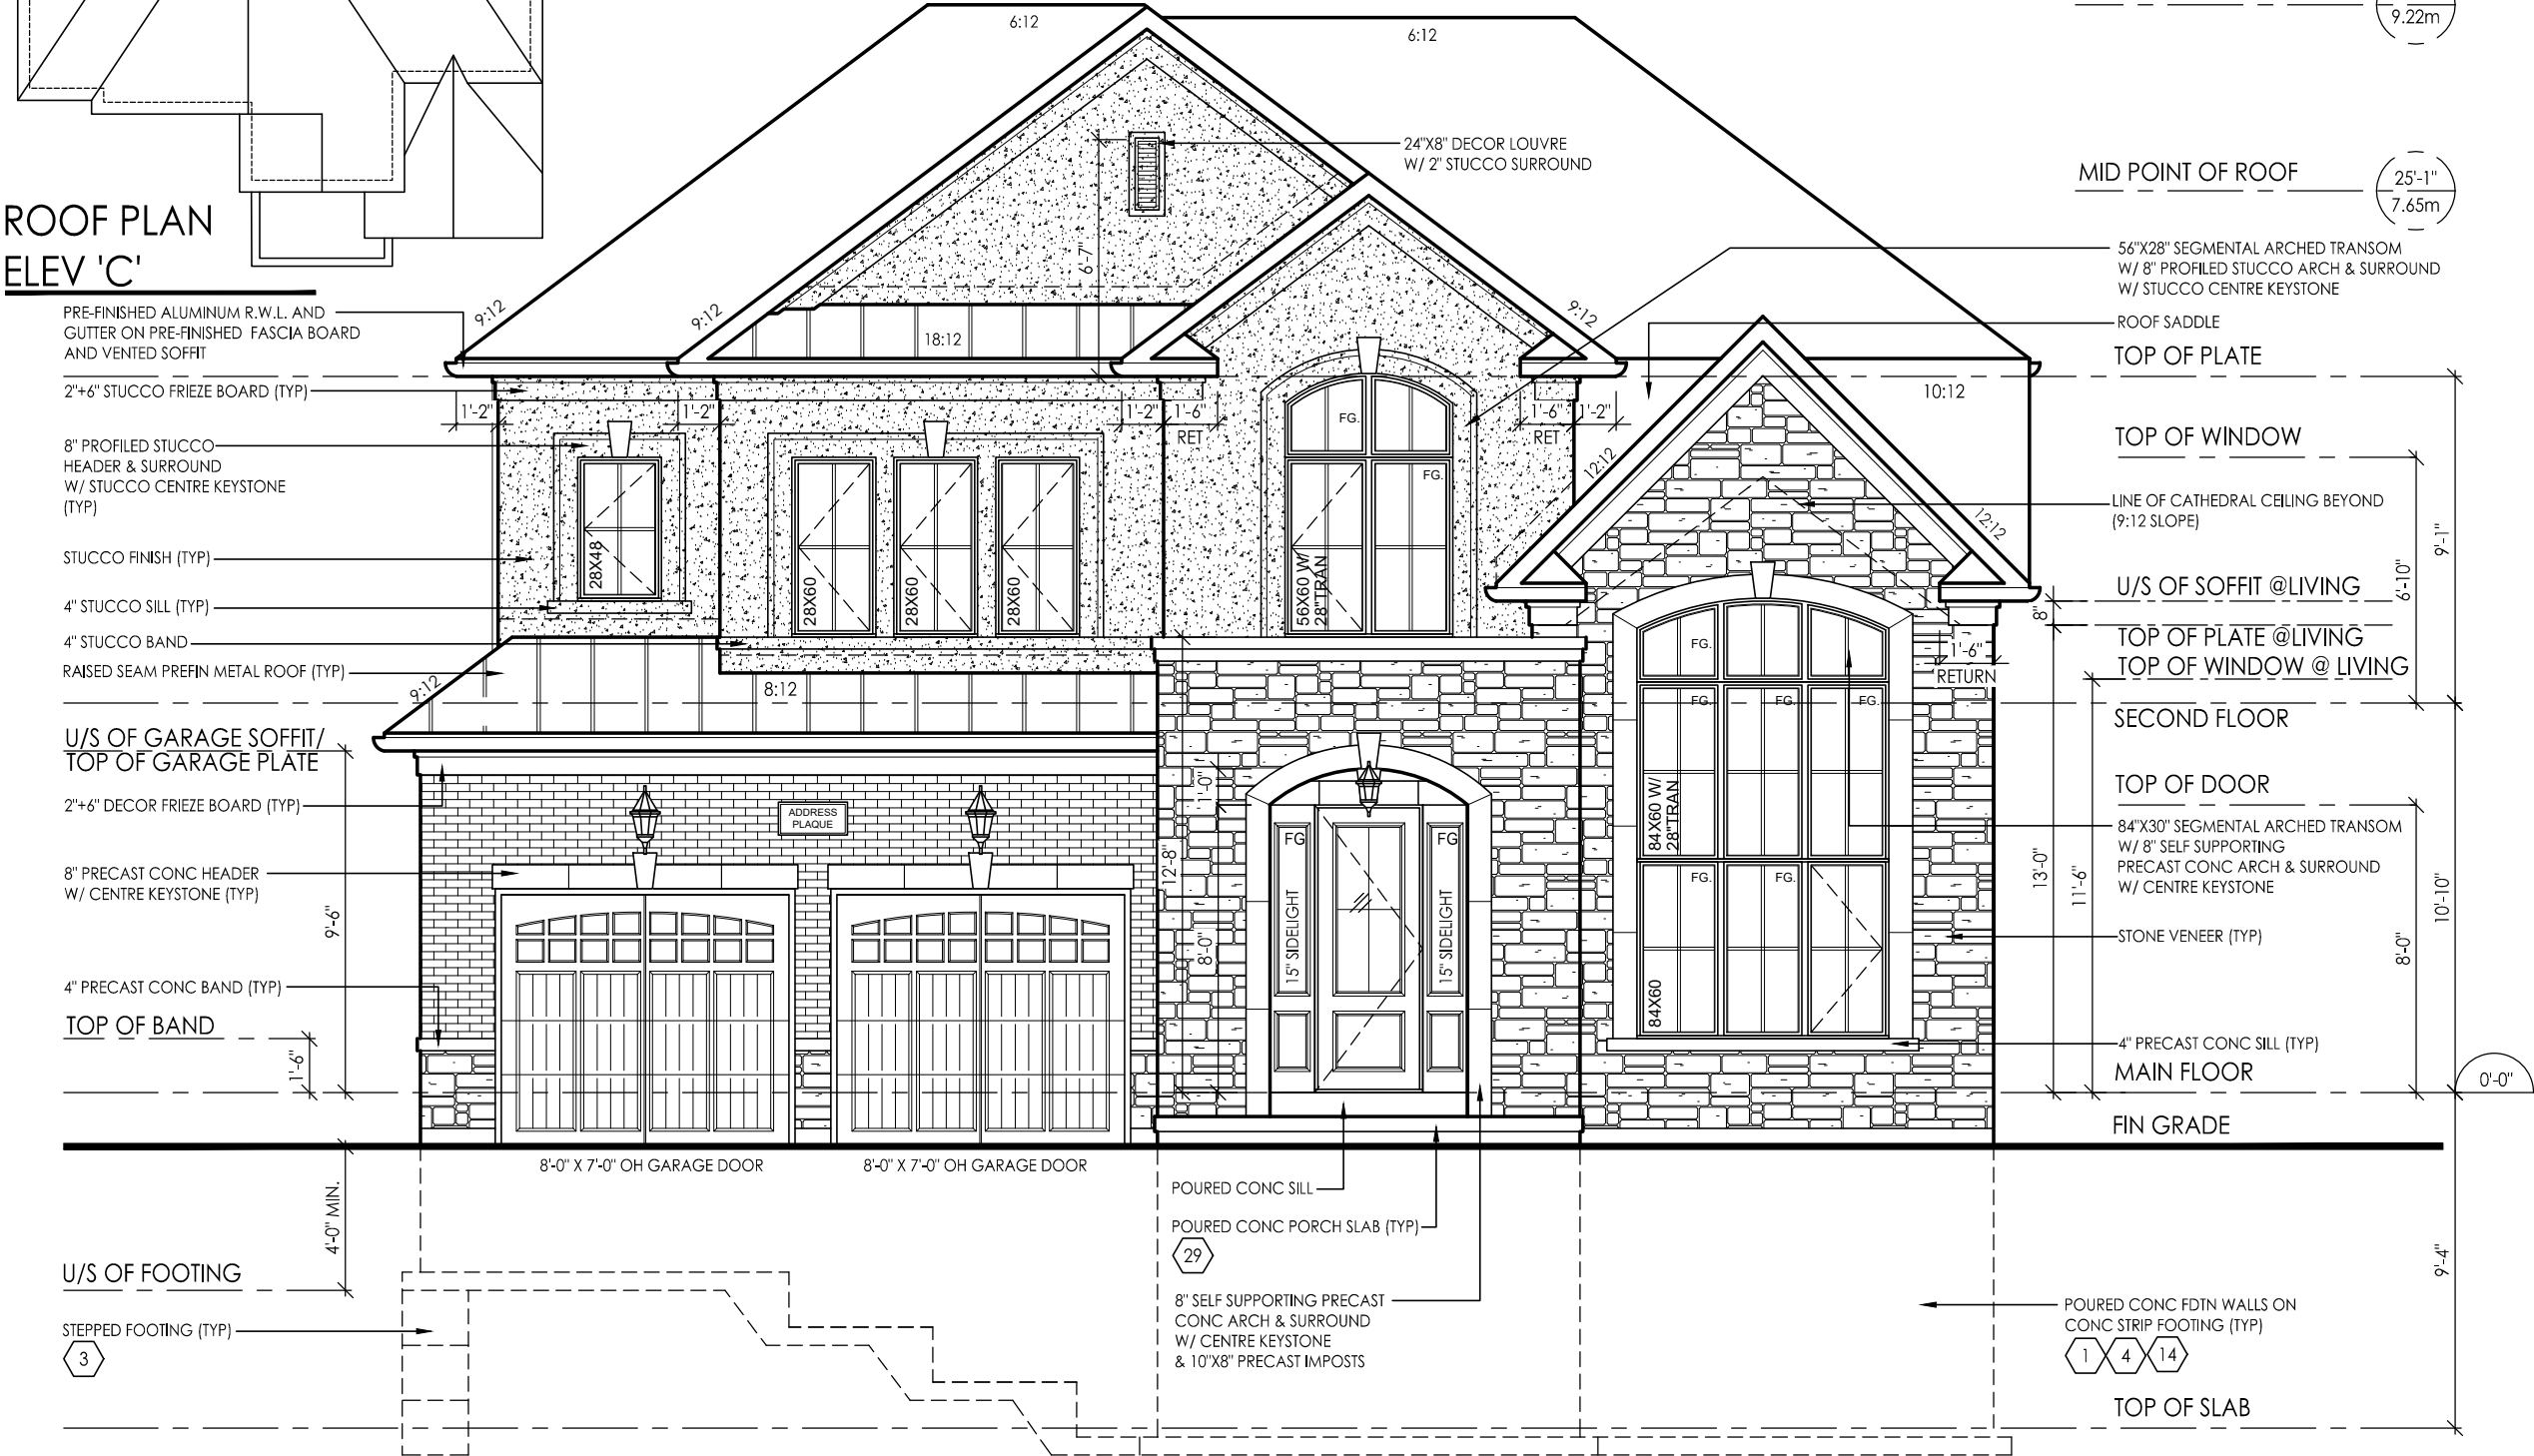 ROOF PLAN
ELEV 'C'
PRE-FINISHED ALUMINUM R.W.L. AND
GUTTER ON PRE-FINISHED FASCIA BOARD
AND VENTED SOFFIT
2"+6" STUCCO FRIEZE BOARD (TYP)
8" PROFILED STUCCO
HEADER & SURROUND
W/ STUCCO CENTRE KEYSTONE
(TYP)
STUCCO FINISH (TYP)
4" STUCCO SILL (TYP)
4" STUCCO BAND
RAISED SEAM PREFIN METAL ROOF (TYP)
U/S OF GARAGE SOFFIT/
TOP OF GARAGE PLATE
2"+6" DECOR FRIEZE BOARD (TYP)
8" PRECAST CONC HEADER
W/ CENTRE KEYSTONE (TYP)
9'-6"
4" PRECAST CONC BAND (TYP)
TOP OF BAND
1'-6"
4'-0" MIN.
U/S OF FOOTING
STEPPED FOOTING (TYP)
3
6:12
6:12
24"X8" DECOR LOUVRE
W/ 2" STUCCO SURROUND
6'-7"
9:12
9:12
18:12
9:12
1'-2"
1'-2"
1'-2"
1'-6
RET
1'-6"
RET
1'-2"
FG.
FG.
12:12
10:12
12:12
28X48
28X60
28X60
28X60
56X60 W/
28"TRAN
9:12
8:12
ADDRESS
PLAQUE
1'-0"
12'-8"
8'-0"
FG
15" SIDELIGHT
FG
15" SIDELIGHT
FG.
FG.
FG.
FG.
84X60 W/
28"TRAN
FG.
FG.
84X60
1'-6"
RETURN
8'-0" X 7'-0" OH GARAGE DOOR
8'-0" X 7'-0" OH GARAGE DOOR
POURED CONC SILL
POURED CONC PORCH SLAB (TYP)
29
8" SELF SUPPORTING PRECAST
CONC ARCH & SURROUND
W/ CENTRE KEYSTONE
& 10"X8" PRECAST IMPOSTS
9.22m
MID POINT OF ROOF
25'-1"
7.65m
56"X28" SEGMENTAL ARCHED TRANSOM
W/ 8" PROFILED STUCCO ARCH & SURROUND
W/ STUCCO CENTRE KEYSTONE
ROOF SADDLE
TOP OF PLATE
TOP OF WINDOW
LINE OF CATHEDRAL CEILING BEYOND
(9:12 SLOPE)
9'-1"
6'-10"
U/S OF SOFFIT @LIVING
8"
TOP OF PLATE @LIVING
TOP OF WINDOW @ LIVING
SECOND FLOOR
TOP OF DOOR
84"X30" SEGMENTAL ARCHED TRANSOM
W/ 8" SELF SUPPORTING
PRECAST CONC ARCH & SURROUND
W/ CENTRE KEYSTONE
13'-0"
11'-6"
10'-10"
8'-0"
STONE VENEER (TYP)
4" PRECAST CONC SILL (TYP)
MAIN FLOOR
0'-0"
FIN GRADE
9'-4"
POURED CONC FDTN WALLS ON
CONC STRIP FOOTING (TYP)
1 4 14
TOP OF SLAB